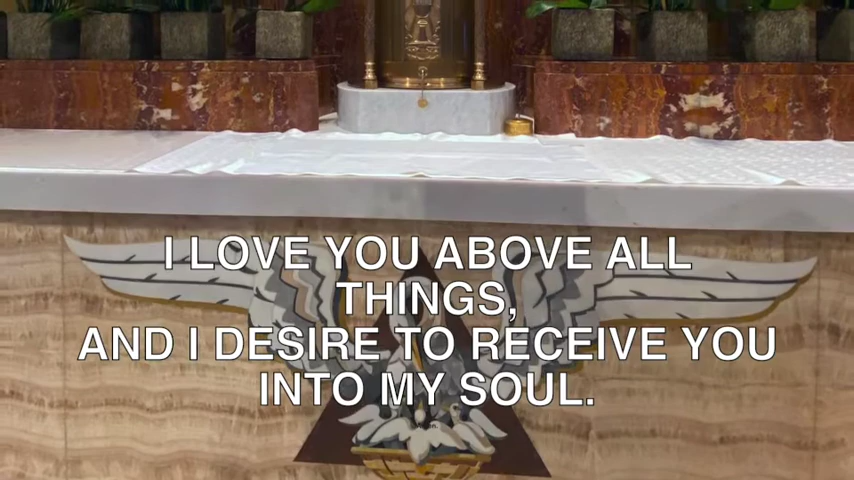 I LOVE YOU ABOVE ALL
THINGS,
AND I DESIRE TO RECEIVE YOU
INTO MY SOUL.